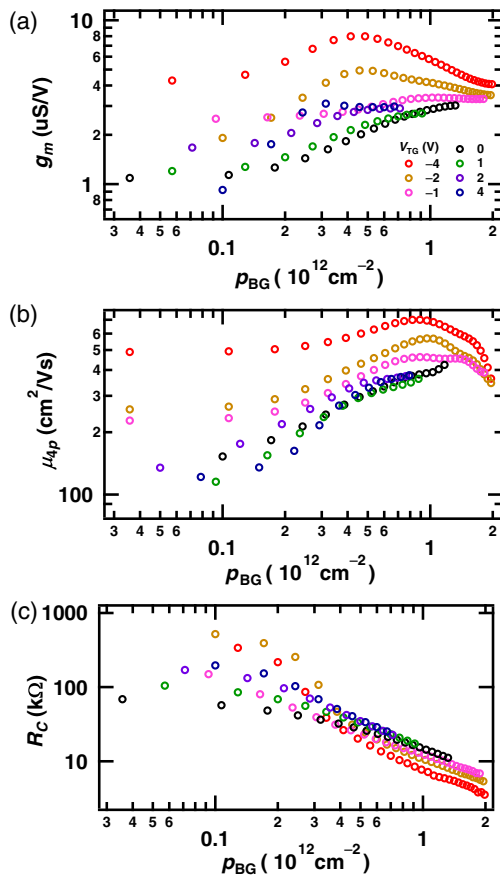 (a)
10
8
6
4
2
1
8
g_m (uS/V)
V_TG (V)
−4
−2
−1
0
1
2
4
3 4 5 6 0.1 2 3 4 5 6 1 2
p_BG ( 10^12 cm^−2)
(b)
6
5
4
3
2
100
μ_4p (cm^2/Vs)
3 4 5 6 0.1 2 3 4 5 6 1 2
p_BG ( 10^12 cm^−2)
(c)
1000
100
10
R_C (kΩ)
3 4 5 6 0.1 2 3 4 5 6 1 2
p_BG ( 10^12 cm^−2)